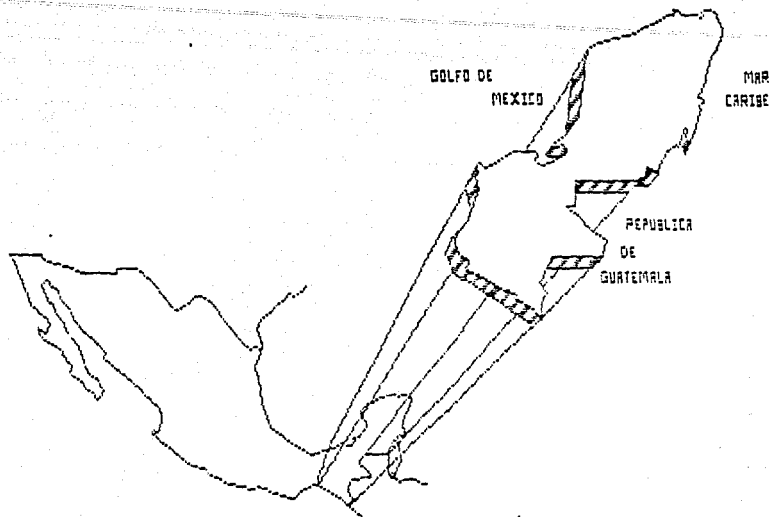 GOLFO DE
MEXICO
MAR
CARIBE
REPUBLICA
DE
GUATEMALA